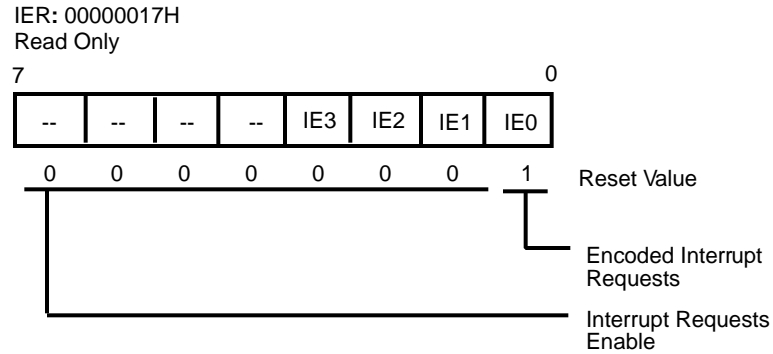 IER: 00000017H
Read Only
7 0
-- -- -- -- IE3 IE2 IE1 IE0
0 0 0 0 0 0 0 1 Reset Value
Encoded Interrupt
Requests
Interrupt Requests
Enable